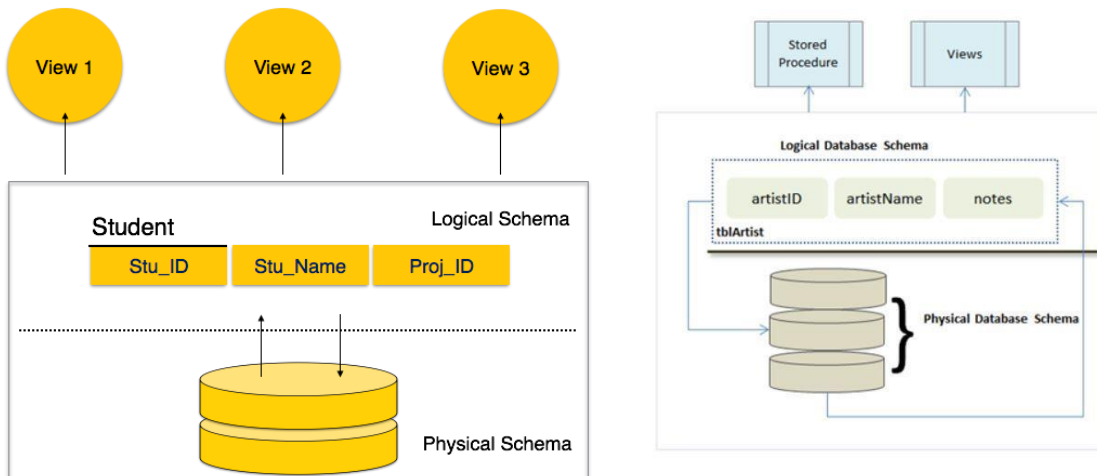 View 1
View 2
View 3
Logical Schema
Student
Stu_ID
Stu_Name
Proj_ID
Physical Schema
Stored
Procedure
Views
Logical Database Schema
artistID
artistName
notes
tblArtist
Physical Database Schema